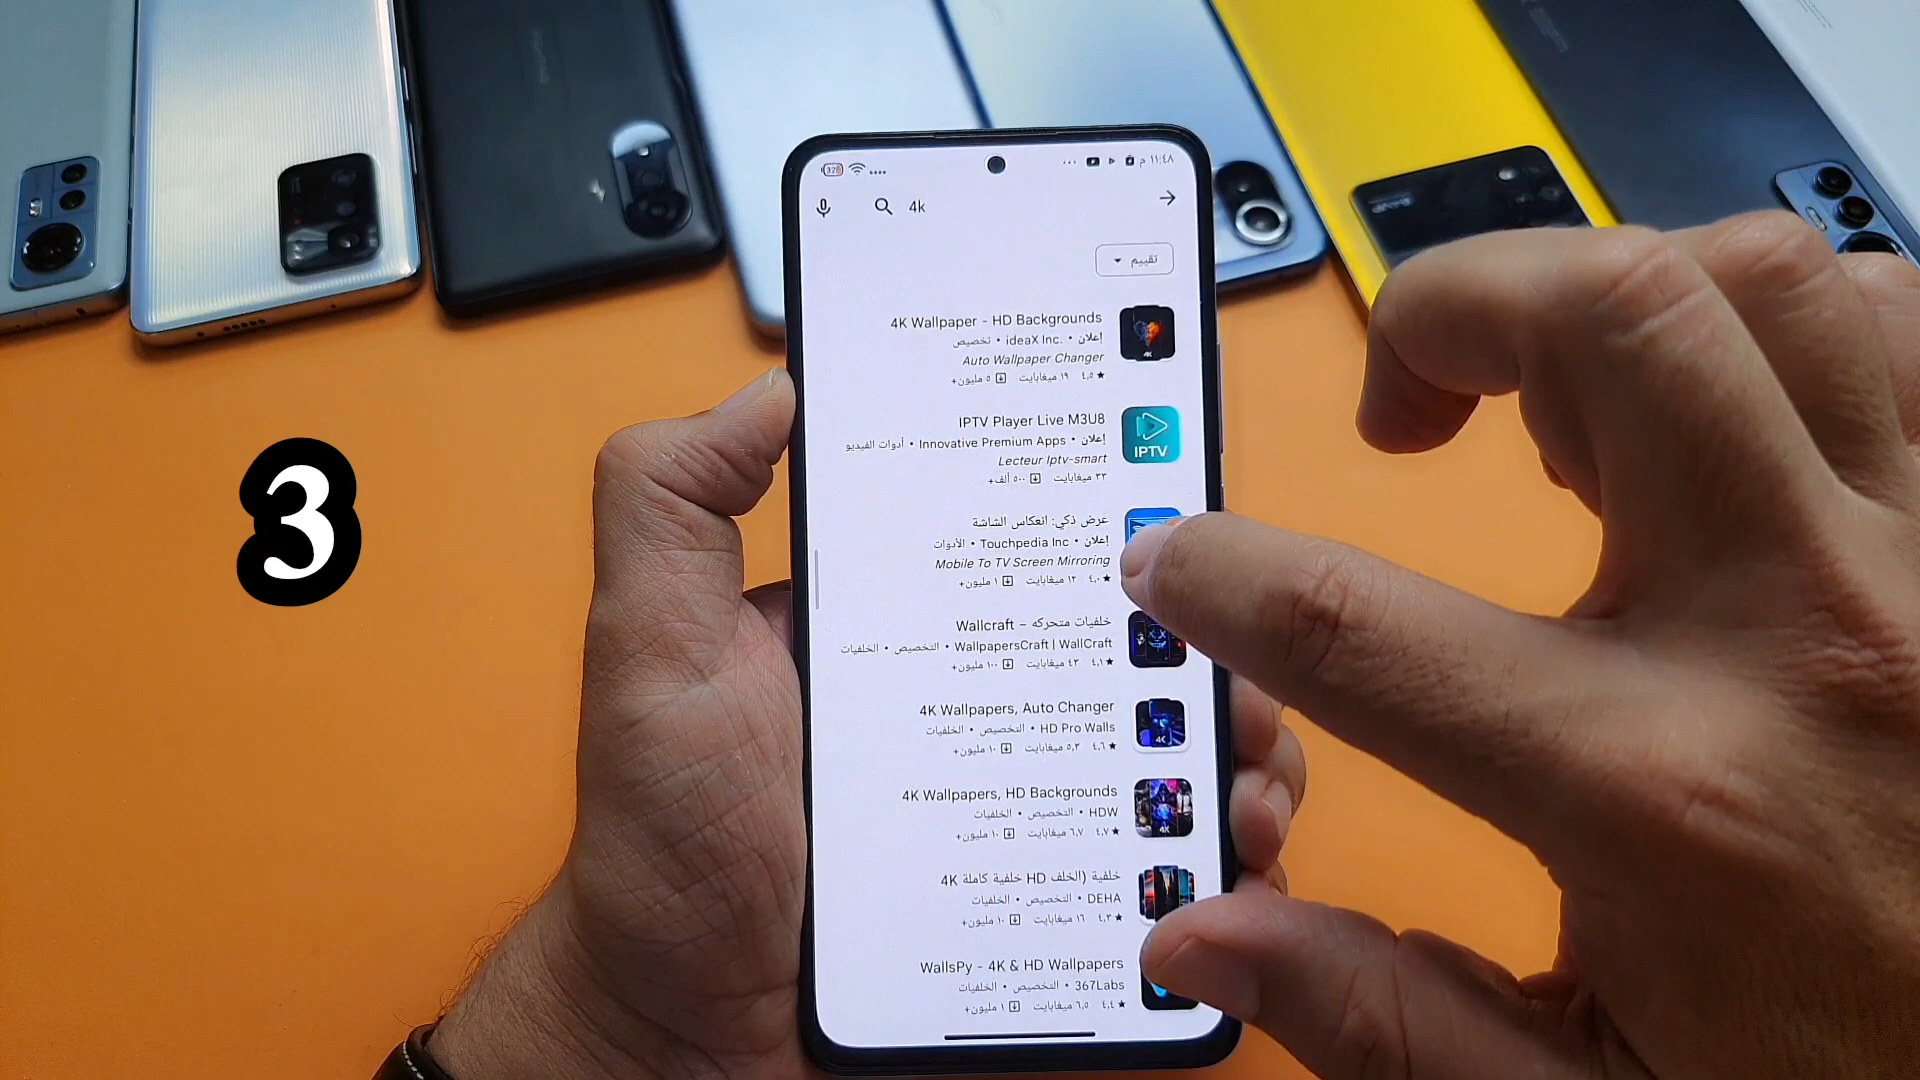 3
32
م ١١:٤٨
4k
تقييم
4K Wallpaper - HD Backgrounds
إعلان • ideaX Inc. • تخصيص
Auto Wallpaper Changer
٤٫٥ ★ ١٩ ميغابايت ٥ مليون+
4K
IPTV Player Live M3U8
إعلان • Innovative Premium Apps • أدوات الفيديو
Lecteur Iptv-smart
٣٣ ميغابايت ٥٠٠ ألف+
IPTV
عرض ذكي: انعكاس الشاشة
إعلان • Touchpedia Inc • الأدوات
Mobile To TV Screen Mirroring
٤٫٠ ★ ١٢ ميغابايت ١ مليون+
خلفيات متحركه – Wallcraft
WallpapersCraft | WallCraft • التخصيص • الخلفيات
٤٫١ ★ ٤٣ ميغابايت ١٠٠ مليون+
4K Wallpapers, Auto Changer
HD Pro Walls • التخصيص • الخلفيات
٤٫٦ ★ ٥٫٣ ميغابايت ١٠ مليون+
4K
4K Wallpapers, HD Backgrounds
HDW • التخصيص • الخلفيات
٤٫٧ ★ ٦٫٧ ميغابايت ١٠ مليون+
4K
خلفية (الخلف HD خلفية كاملة 4K
DEHA • التخصيص • الخلفيات
٤٫٣ ★ ١٦ ميغابايت ١٠ مليون+
WallsPy - 4K & HD Wallpapers
367Labs • التخصيص • الخلفيات
٤٫٤ ★ ٦٫٥ ميغابايت ١ مليون+